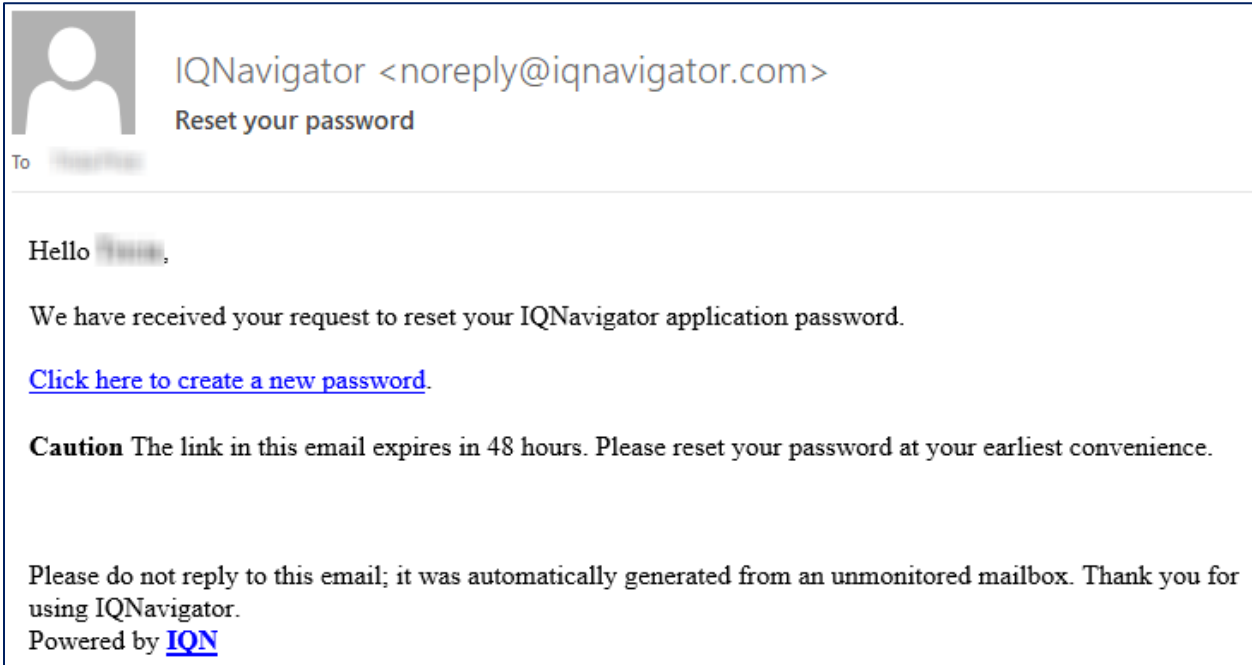 IQNavigator <noreply@iqnavigator.com>
Reset your password
To
Hello ,
We have received your request to reset your IQNavigator application password.
Click here to create a new password.
Caution The link in this email expires in 48 hours. Please reset your password at your earliest convenience.
Please do not reply to this email; it was automatically generated from an unmonitored mailbox. Thank you for
using IQNavigator.
Powered by IQN